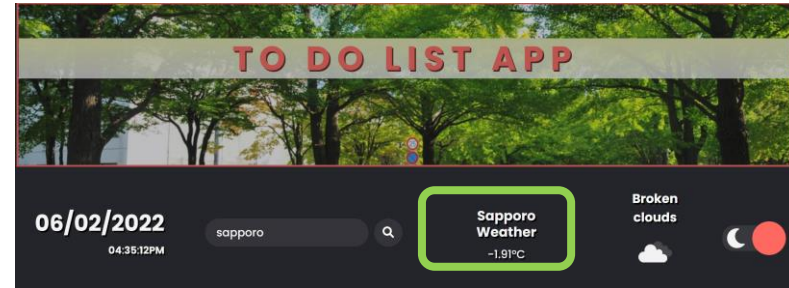 TO DO LIST APP
06/02/2022
04:35:12PM
sapporo
Sapporo
Weather
-1.91°C
Broken
clouds